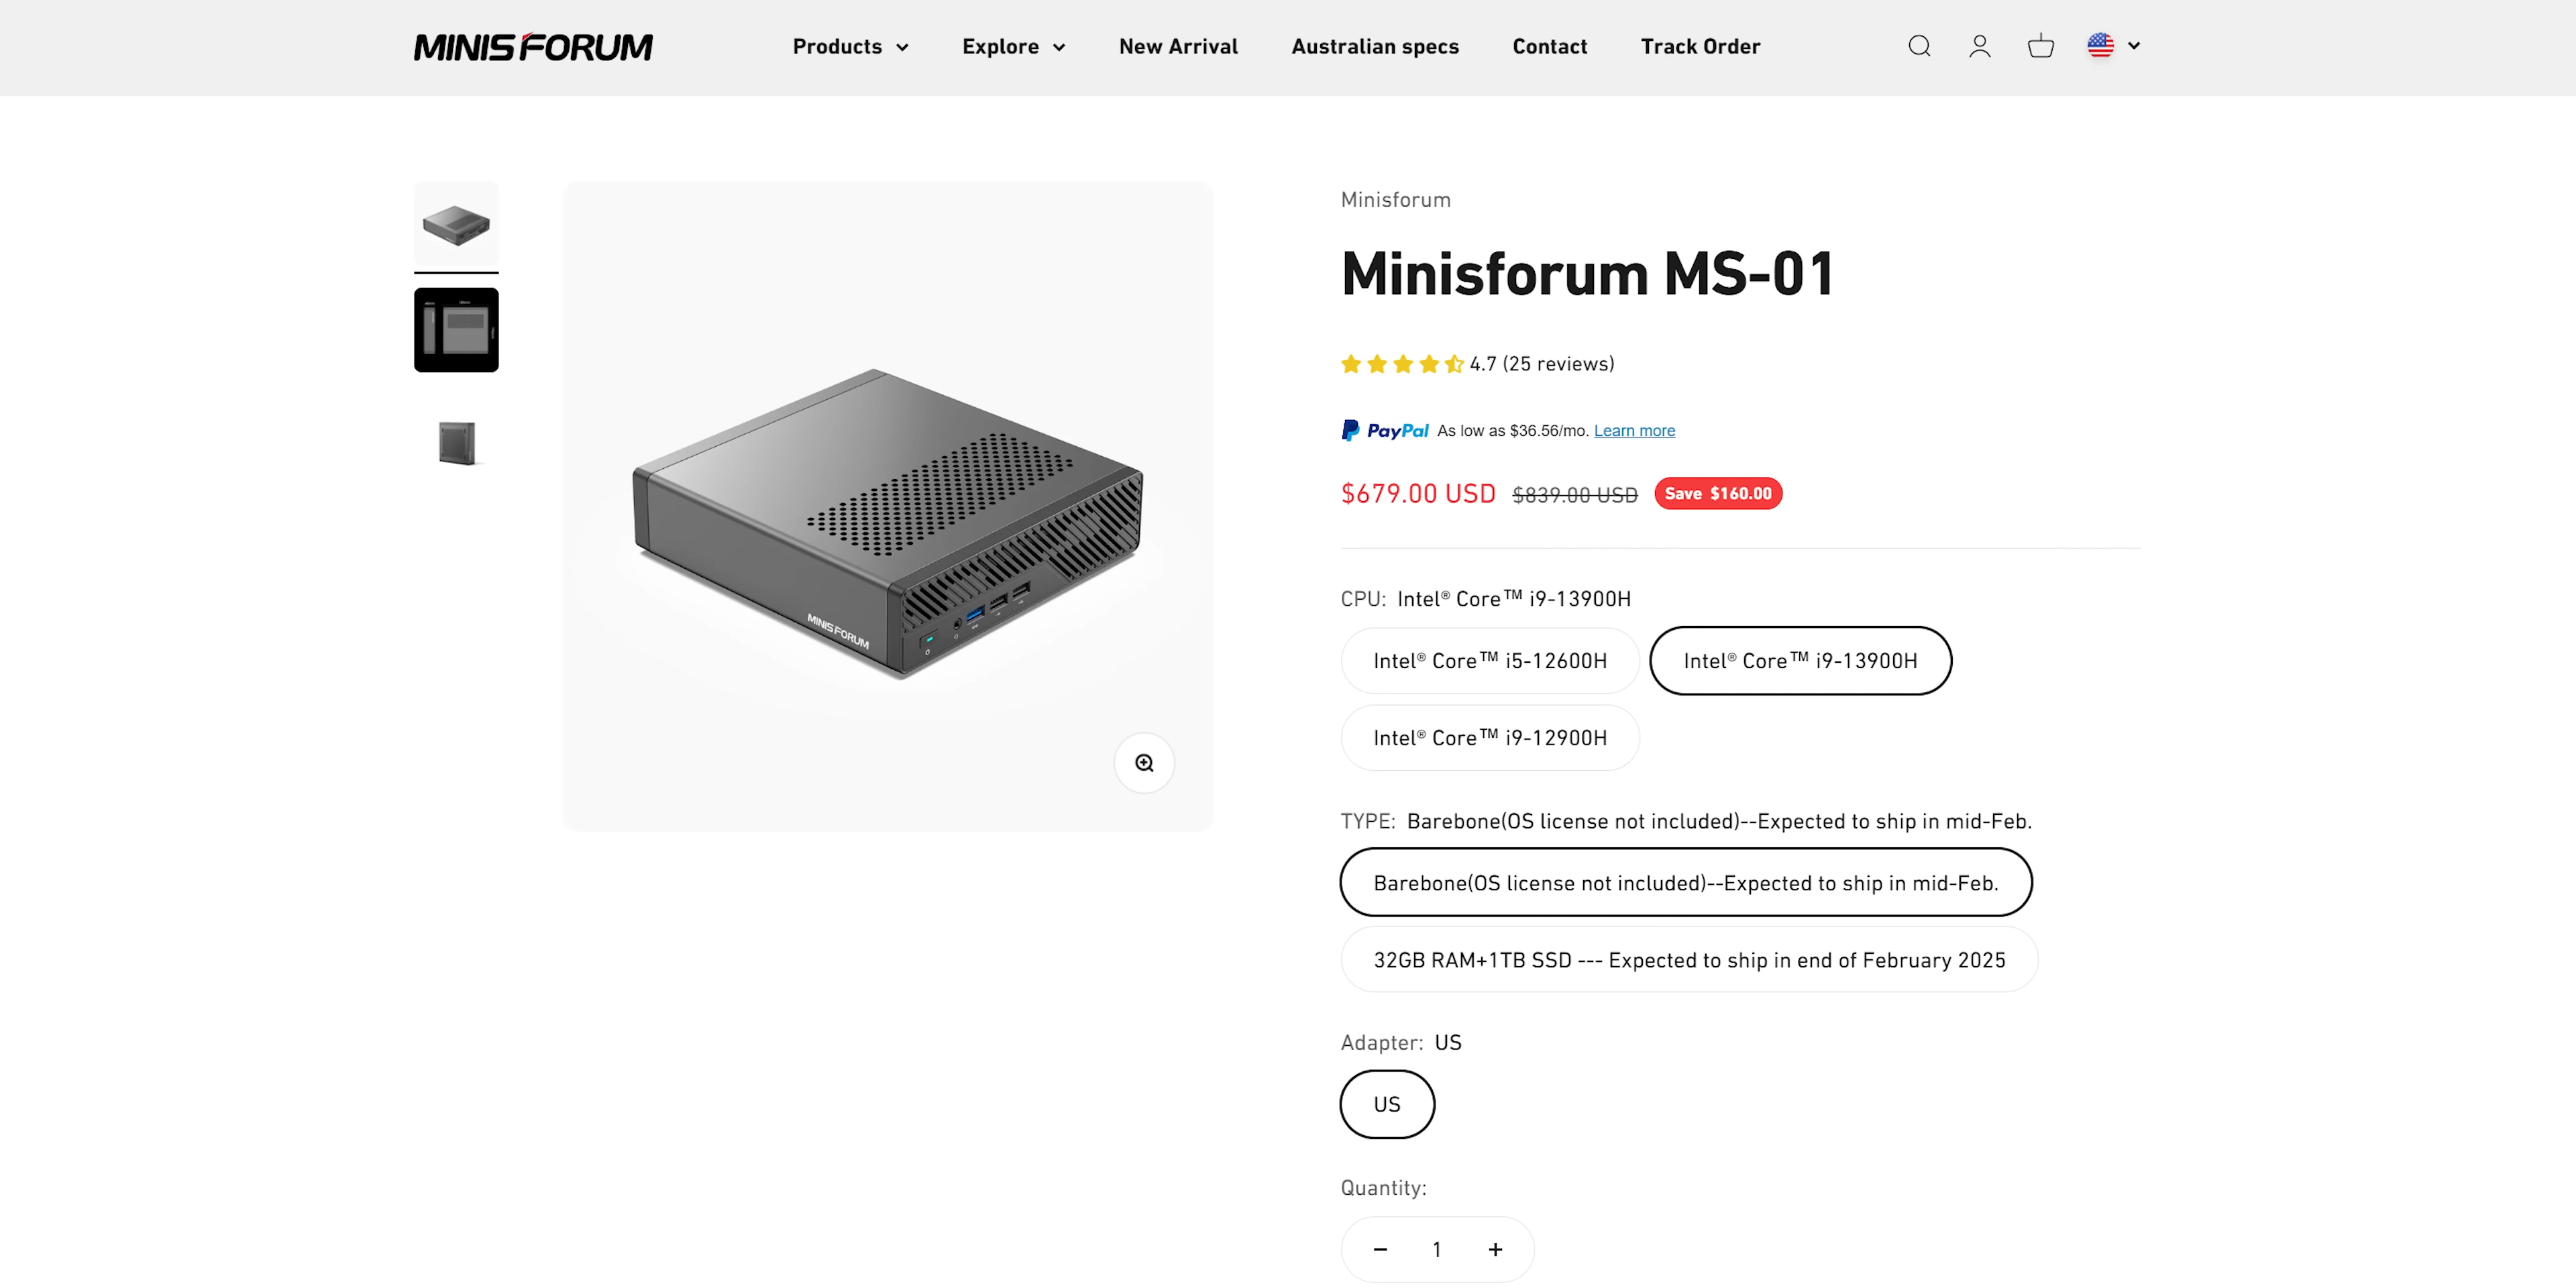 MINISFORUM
Products
Explore
New Arrival
Australian specs
Contact
Track Order
MINISFORUM
Minisforum
Minisforum MS-01
4.7 (25 reviews)
PayPal As low as $36.56/mo. Learn more
$679.00 USD $839.00 USD Save $160.00
CPU: Intel® Core™ i9-13900H
Intel® Core™ i5-12600H
Intel® Core™ i9-13900H
Intel® Core™ i9-12900H
TYPE: Barebone(OS license not included)--Expected to ship in mid-Feb.
Barebone(OS license not included)--Expected to ship in mid-Feb.
32GB RAM+1TB SSD --- Expected to ship in end of February 2025
Adapter: US
US
Quantity:
− 1 +